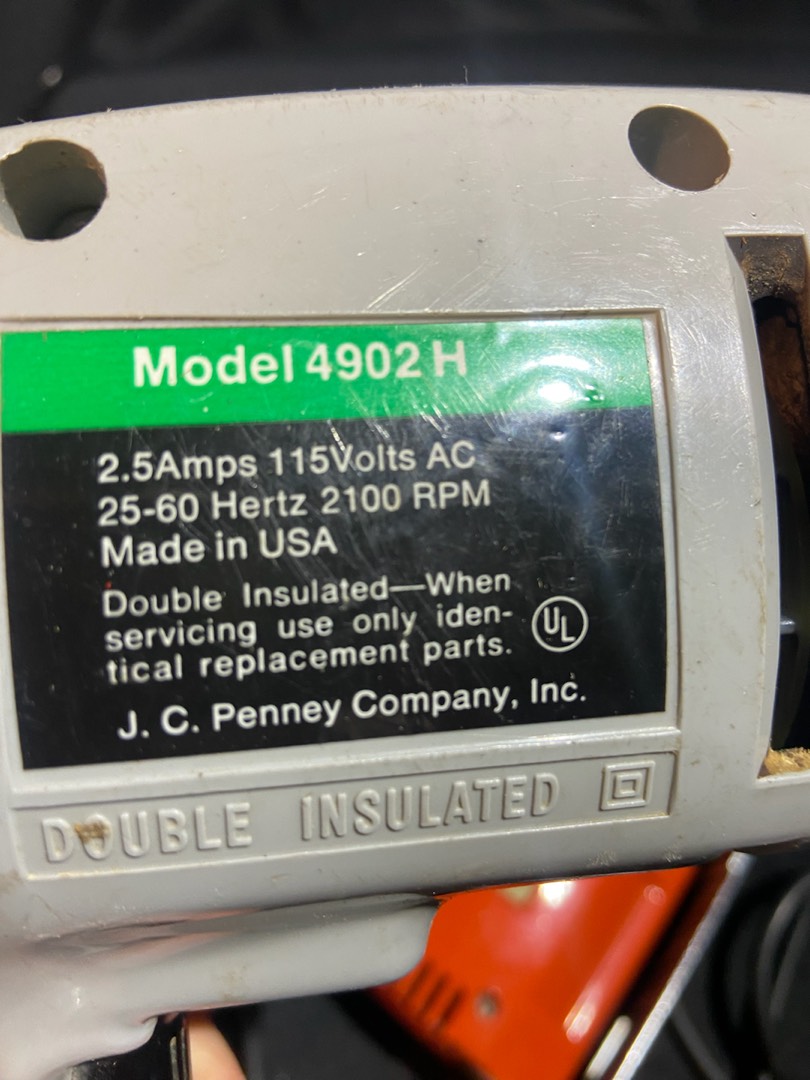 Model 4902 H
2.5Amps 115Volts AC
25-60 Hertz 2100 RPM
Made in USA
Double Insulated—When
servicing use only iden-
tical replacement parts.
UL
J. C. Penney Company, Inc.
DOUBLE INSULATED